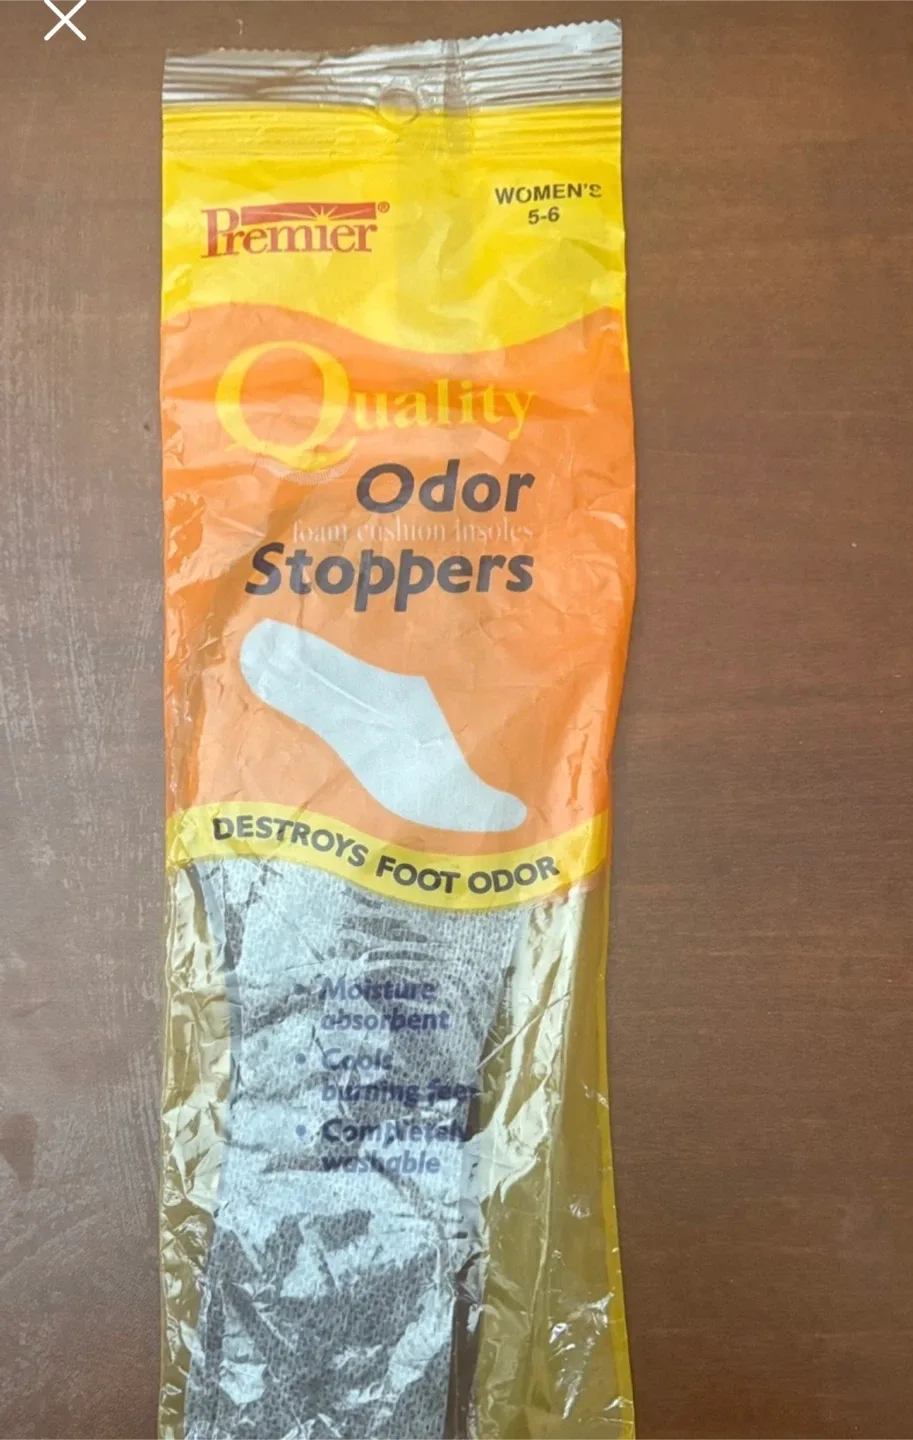 Premier®
WOMEN'S
5-6
Quality
Odor
foam cushion Insoles
Stoppers
DESTROYS FOOT ODOR
• Moisture
absorbent
• Cools
burning feet
• Completely
washable